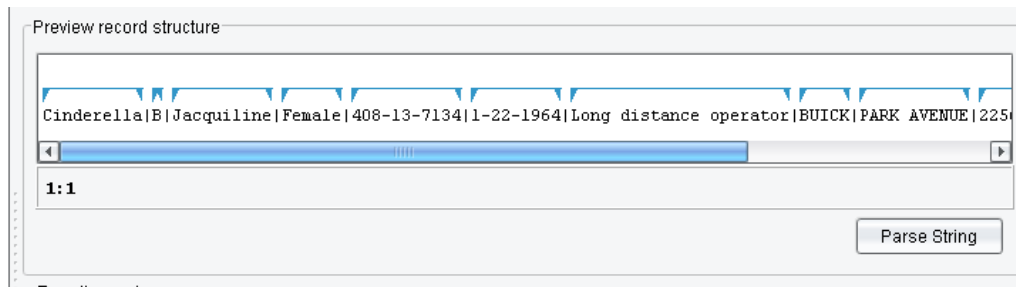 Preview record structure
Cinderella|B|Jacquiline|Female|408-13-7134|1-22-1964|Long distance operator|BUICK|PARK AVENUE|225
1:1
Parse String